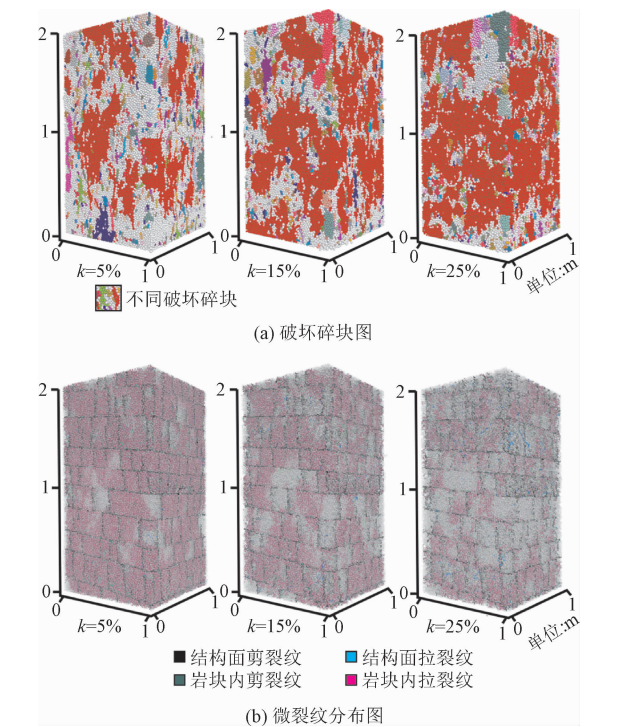 2 2 2
1 1 1
0 0 0
0 0 0 1
k=5% 1 0 k=15% 1 0 k=25% 1 0 单位:m
不同破坏碎块
(a) 破坏碎块图
2 2 2
1 1 1
0 0 0
0 0 0 1
k=5% 1 0 k=15% 1 0 k=25% 1 0 单位:m
结构面剪裂纹 结构面拉裂纹
岩块内剪裂纹 岩块内拉裂纹
(b) 微裂纹分布图